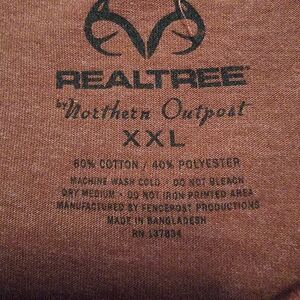 REALTREE
by Northern Outpost
XXL
60% COTTON / 40% POLYESTER
MACHINE WASH COLD • DO NOT BLEACH
DRY MEDIUM • DO NOT IRON PRINTED AREA
MANUFACTURED BY FENCEPOST PRODUCTIONS
MADE IN BANGLADESH
RN 137834